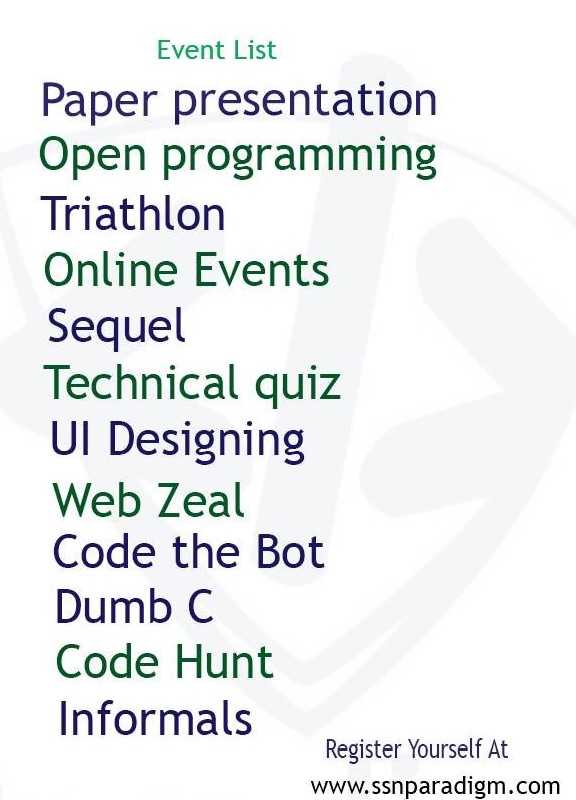 Event List
Paper presentation
Open programming
Triathlon
Online Events
Sequel
Technical quiz
UI Designing
Web Zeal
Code the Bot
Dumb C
Code Hunt
Informals
Register Yourself At
www.ssnparadigm.com